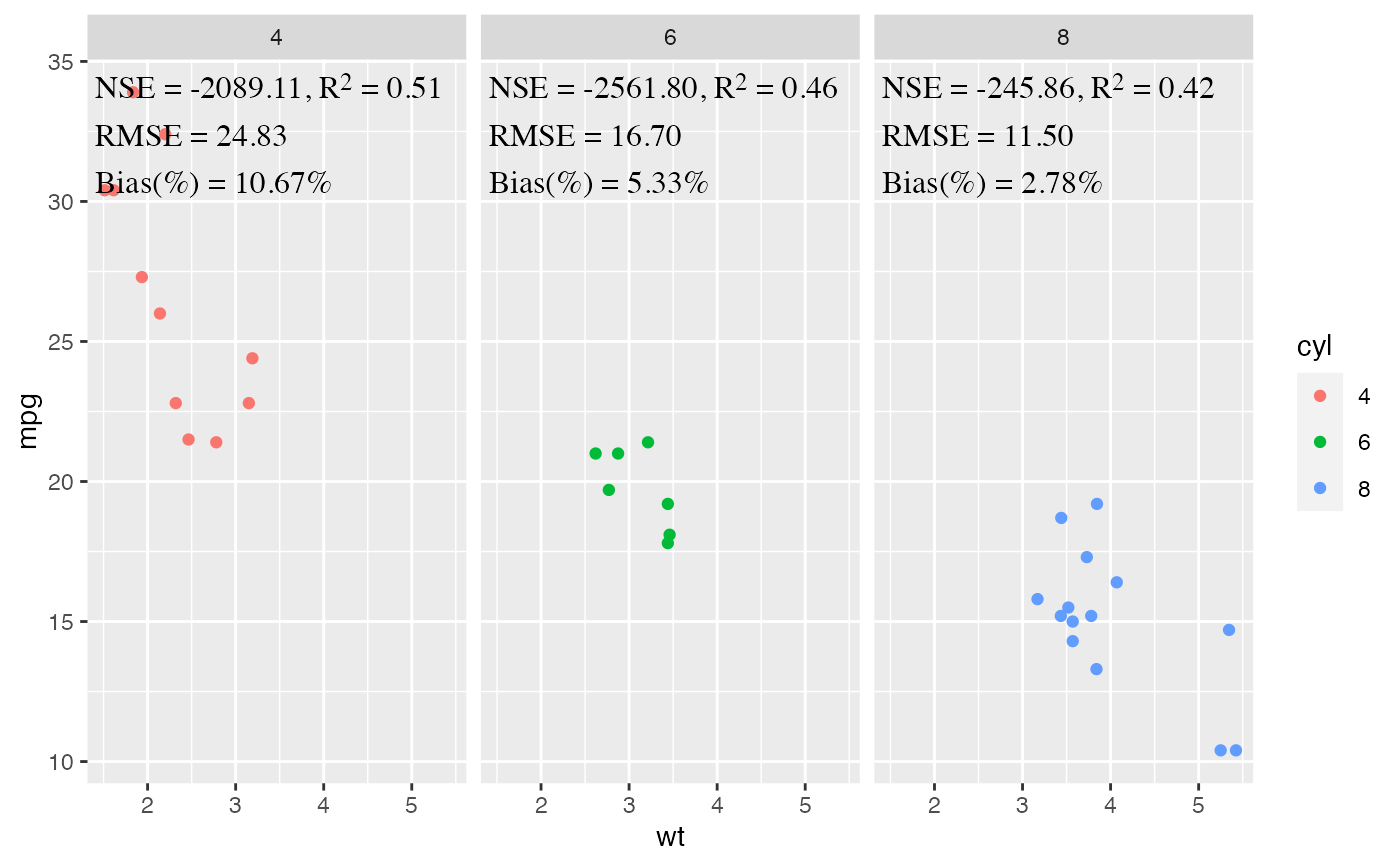 4 6 8
NSE = -2089.11, R² = 0.51
RMSE = 24.83
Bias(%) = 10.67%
NSE = -2561.80, R² = 0.46
RMSE = 16.70
Bias(%) = 5.33%
NSE = -245.86, R² = 0.42
RMSE = 11.50
Bias(%) = 2.78%
35
30
25
20
15
10
mpg
2 3 4 5 2 3 4 5 2 3 4 5
wt
cyl
4
6
8